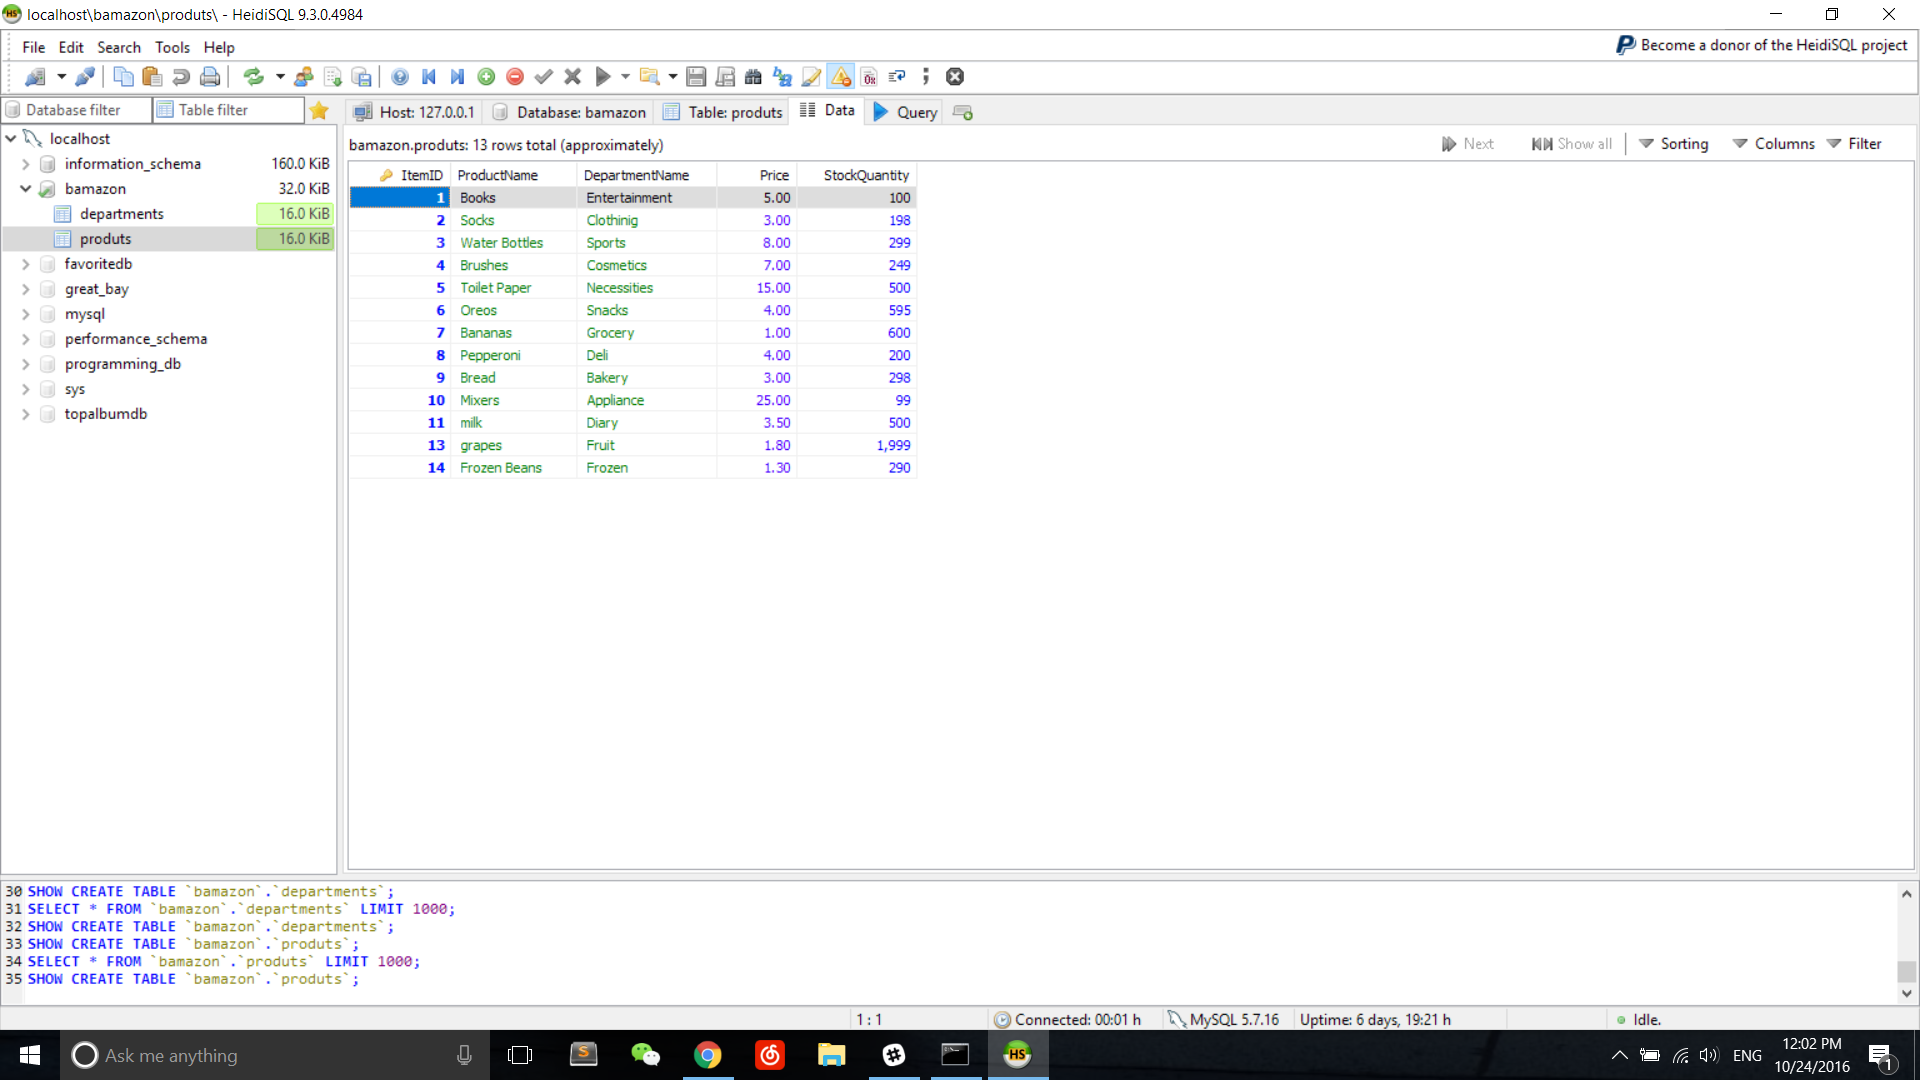 localhost\bamazon\produts\ - HeidiSQL 9.3.0.4984
File Edit Search Tools Help
Become a donor of the HeidiSQL project
Database filter Table filter
Host: 127.0.0.1 Database: bamazon Table: produts Data Query
localhost
information_schema 160.0 KiB
bamazon 32.0 KiB
departments 16.0 KiB
produts 16.0 KiB
favoritedb
great_bay
mysql
performance_schema
programming_db
sys
topalbumdb
bamazon.produts: 13 rows total (approximately)
Next Show all Sorting Columns Filter
ItemID ProductName DepartmentName Price StockQuantity
1 Books Entertainment 5.00 100
2 Socks Clothinig 3.00 198
3 Water Bottles Sports 8.00 299
4 Brushes Cosmetics 7.00 249
5 Toilet Paper Necessities 15.00 500
6 Oreos Snacks 4.00 595
7 Bananas Grocery 1.00 600
8 Pepperoni Deli 4.00 200
9 Bread Bakery 3.00 298
10 Mixers Appliance 25.00 99
11 milk Diary 3.50 500
13 grapes Fruit 1.80 1,999
14 Frozen Beans Frozen 1.30 290
30 SHOW CREATE TABLE `bamazon`.`departments`;
31 SELECT * FROM `bamazon`.`departments` LIMIT 1000;
32 SHOW CREATE TABLE `bamazon`.`departments`;
33 SHOW CREATE TABLE `bamazon`.`produts`;
34 SELECT * FROM `bamazon`.`produts` LIMIT 1000;
35 SHOW CREATE TABLE `bamazon`.`produts`;
1 : 1 Connected: 00:01 h MySQL 5.7.16 Uptime: 6 days, 19:21 h Idle.
Ask me anything
HS
ENG
12:02 PM
10/24/2016
1